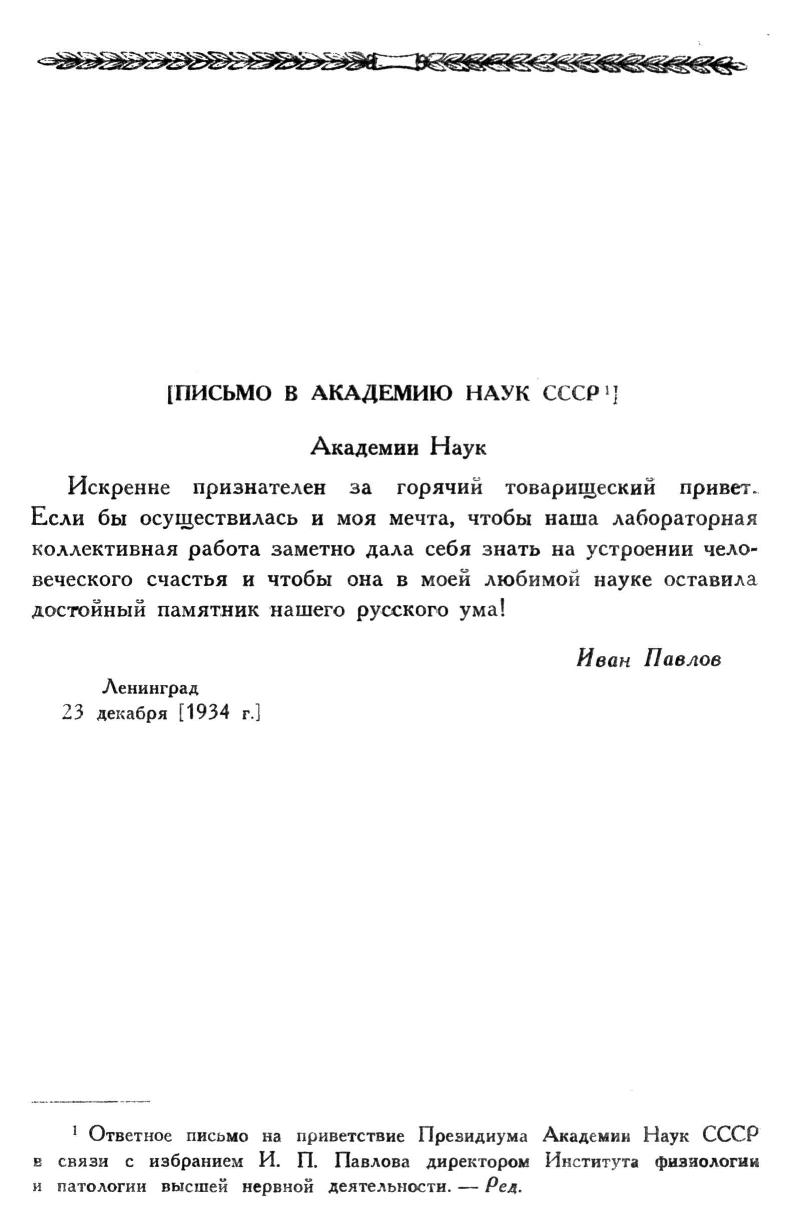 [ПИСЬМО В АКАДЕМИЮ НАУК СССР¹]
Академии Наук
Искренне признателен за горячий товарищеский привет.
Если бы осуществилась и моя мечта, чтобы наша лабораторная
коллективная работа заметно дала себя знать на устроении чело-
веческого счастья и чтобы она в моей любимой науке оставила
достойный памятник нашего русского ума!
Иван Павлов
Ленинград
23 декабря [1934 г.]
¹ Ответное письмо на приветствие Президиума Академии Наук СССР
в связи с избранием И. П. Павлова директором Института физиологии
и патологии высшей нервной деятельности. — Ред.